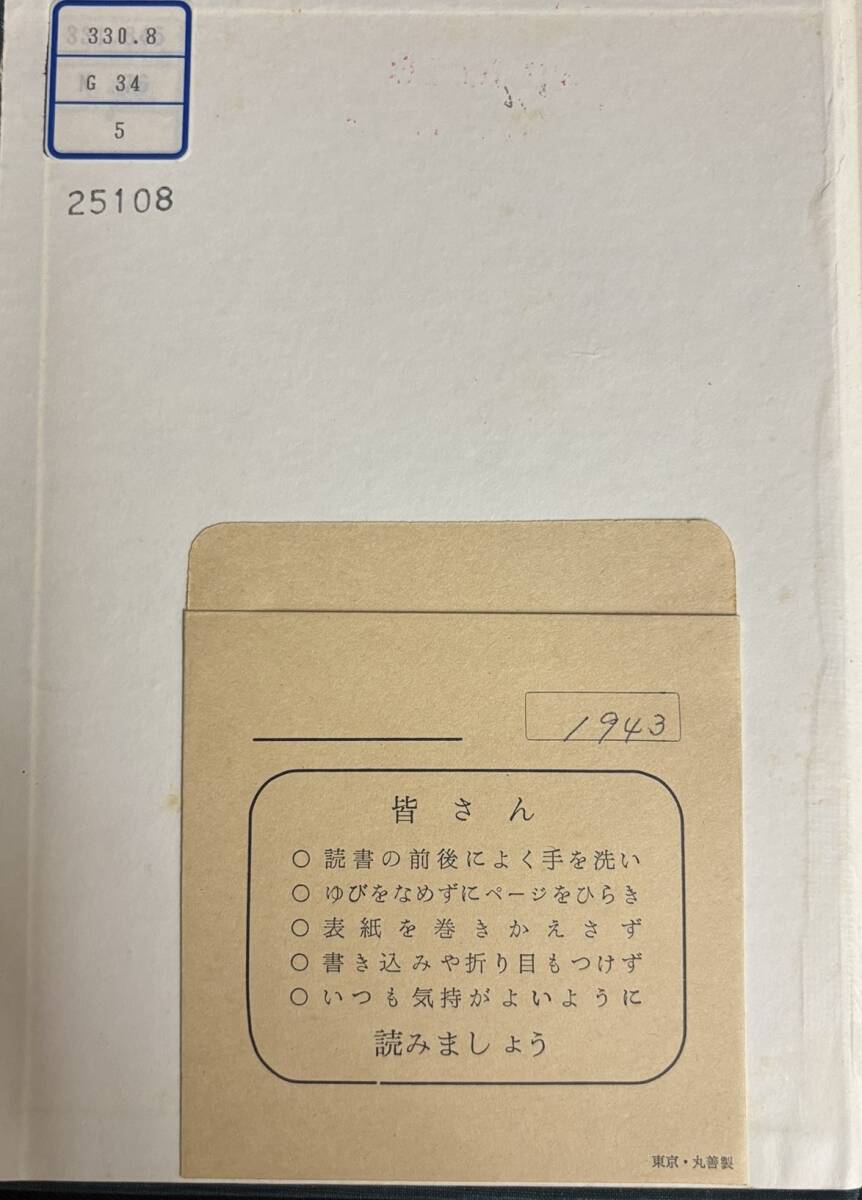 330.8
G 34
5
25108
1943
皆さん
○ 読書の前後によく手を洗い
○ ゆびをなめずにページをひらき
○ 表紙を巻きかえさず
○ 書き込みや折り目もつけず
○ いつも気持がよいように
読みましょう
東京・丸善製